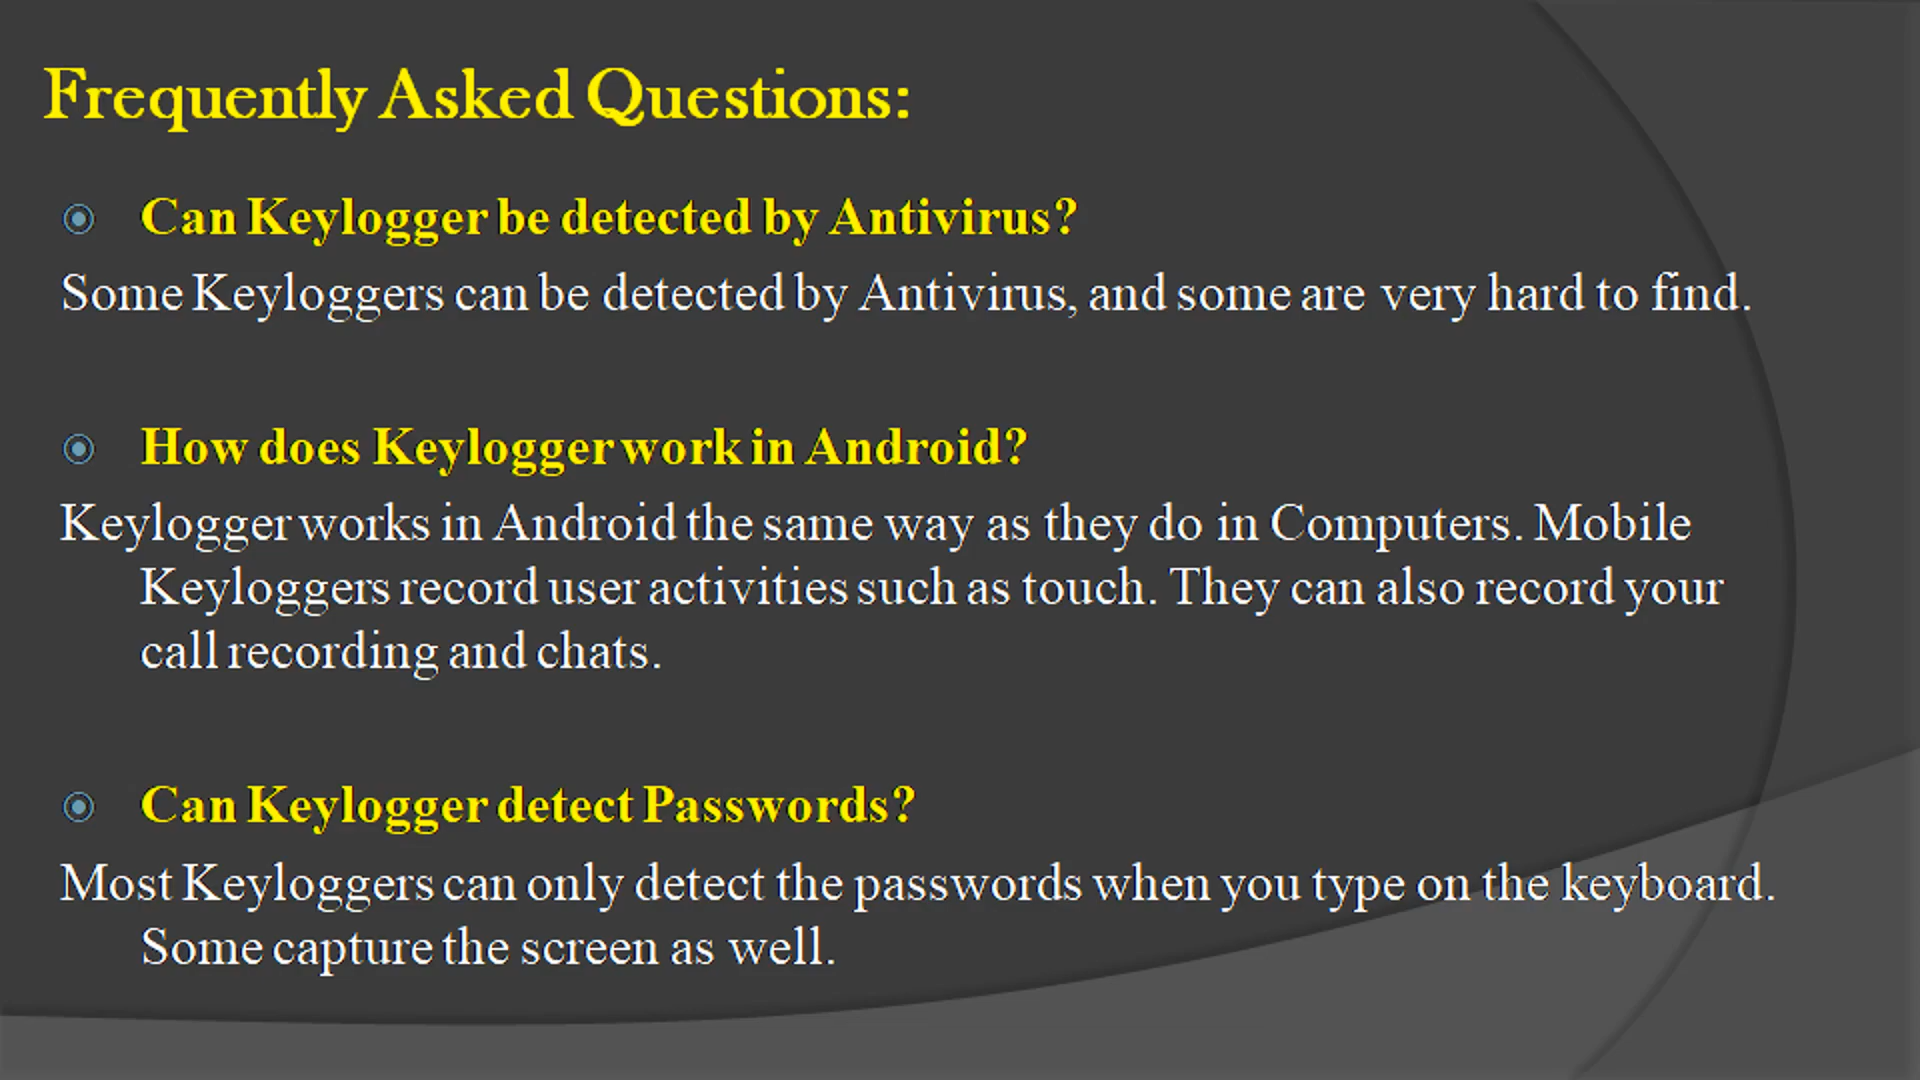 Frequently Asked Questions:
Can Keylogger be detected by Antivirus?
Some Keyloggers can be detected by Antivirus, and some are very hard to find.
How does Keylogger work in Android?
Keylogger works in Android the same way as they do in Computers. Mobile
Keyloggers record user activities such as touch. They can also record your
call recording and chats.
Can Keylogger detect Passwords?
Most Keyloggers can only detect the passwords when you type on the keyboard.
Some capture the screen as well.